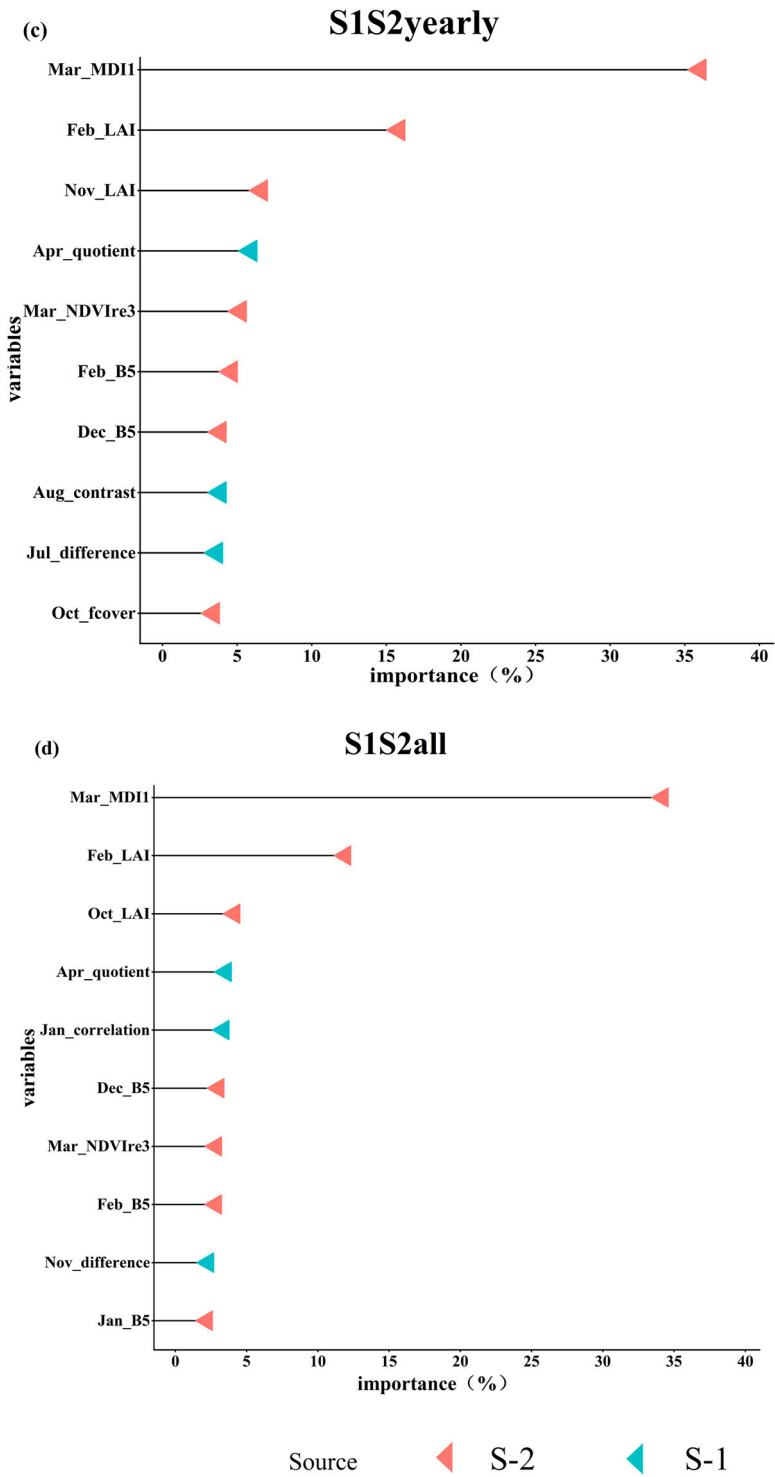 (c)
S1S2yearly
Mar_MDI1
Feb_LAI
Nov_LAI
Apr_quotient
Mar_NDVIre3
Feb_B5
Dec_B5
Aug_contrast
Jul_difference
Oct_fcover
variables
0 5 10 15 20 25 30 35 40
importance（%）
(d)
S1S2all
Mar_MDI1
Feb_LAI
Oct_LAI
Apr_quotient
Jan_correlation
Dec_B5
Mar_NDVIre3
Feb_B5
Nov_difference
Jan_B5
variables
0 5 10 15 20 25 30 35 40
importance（%）
Source S-2 S-1